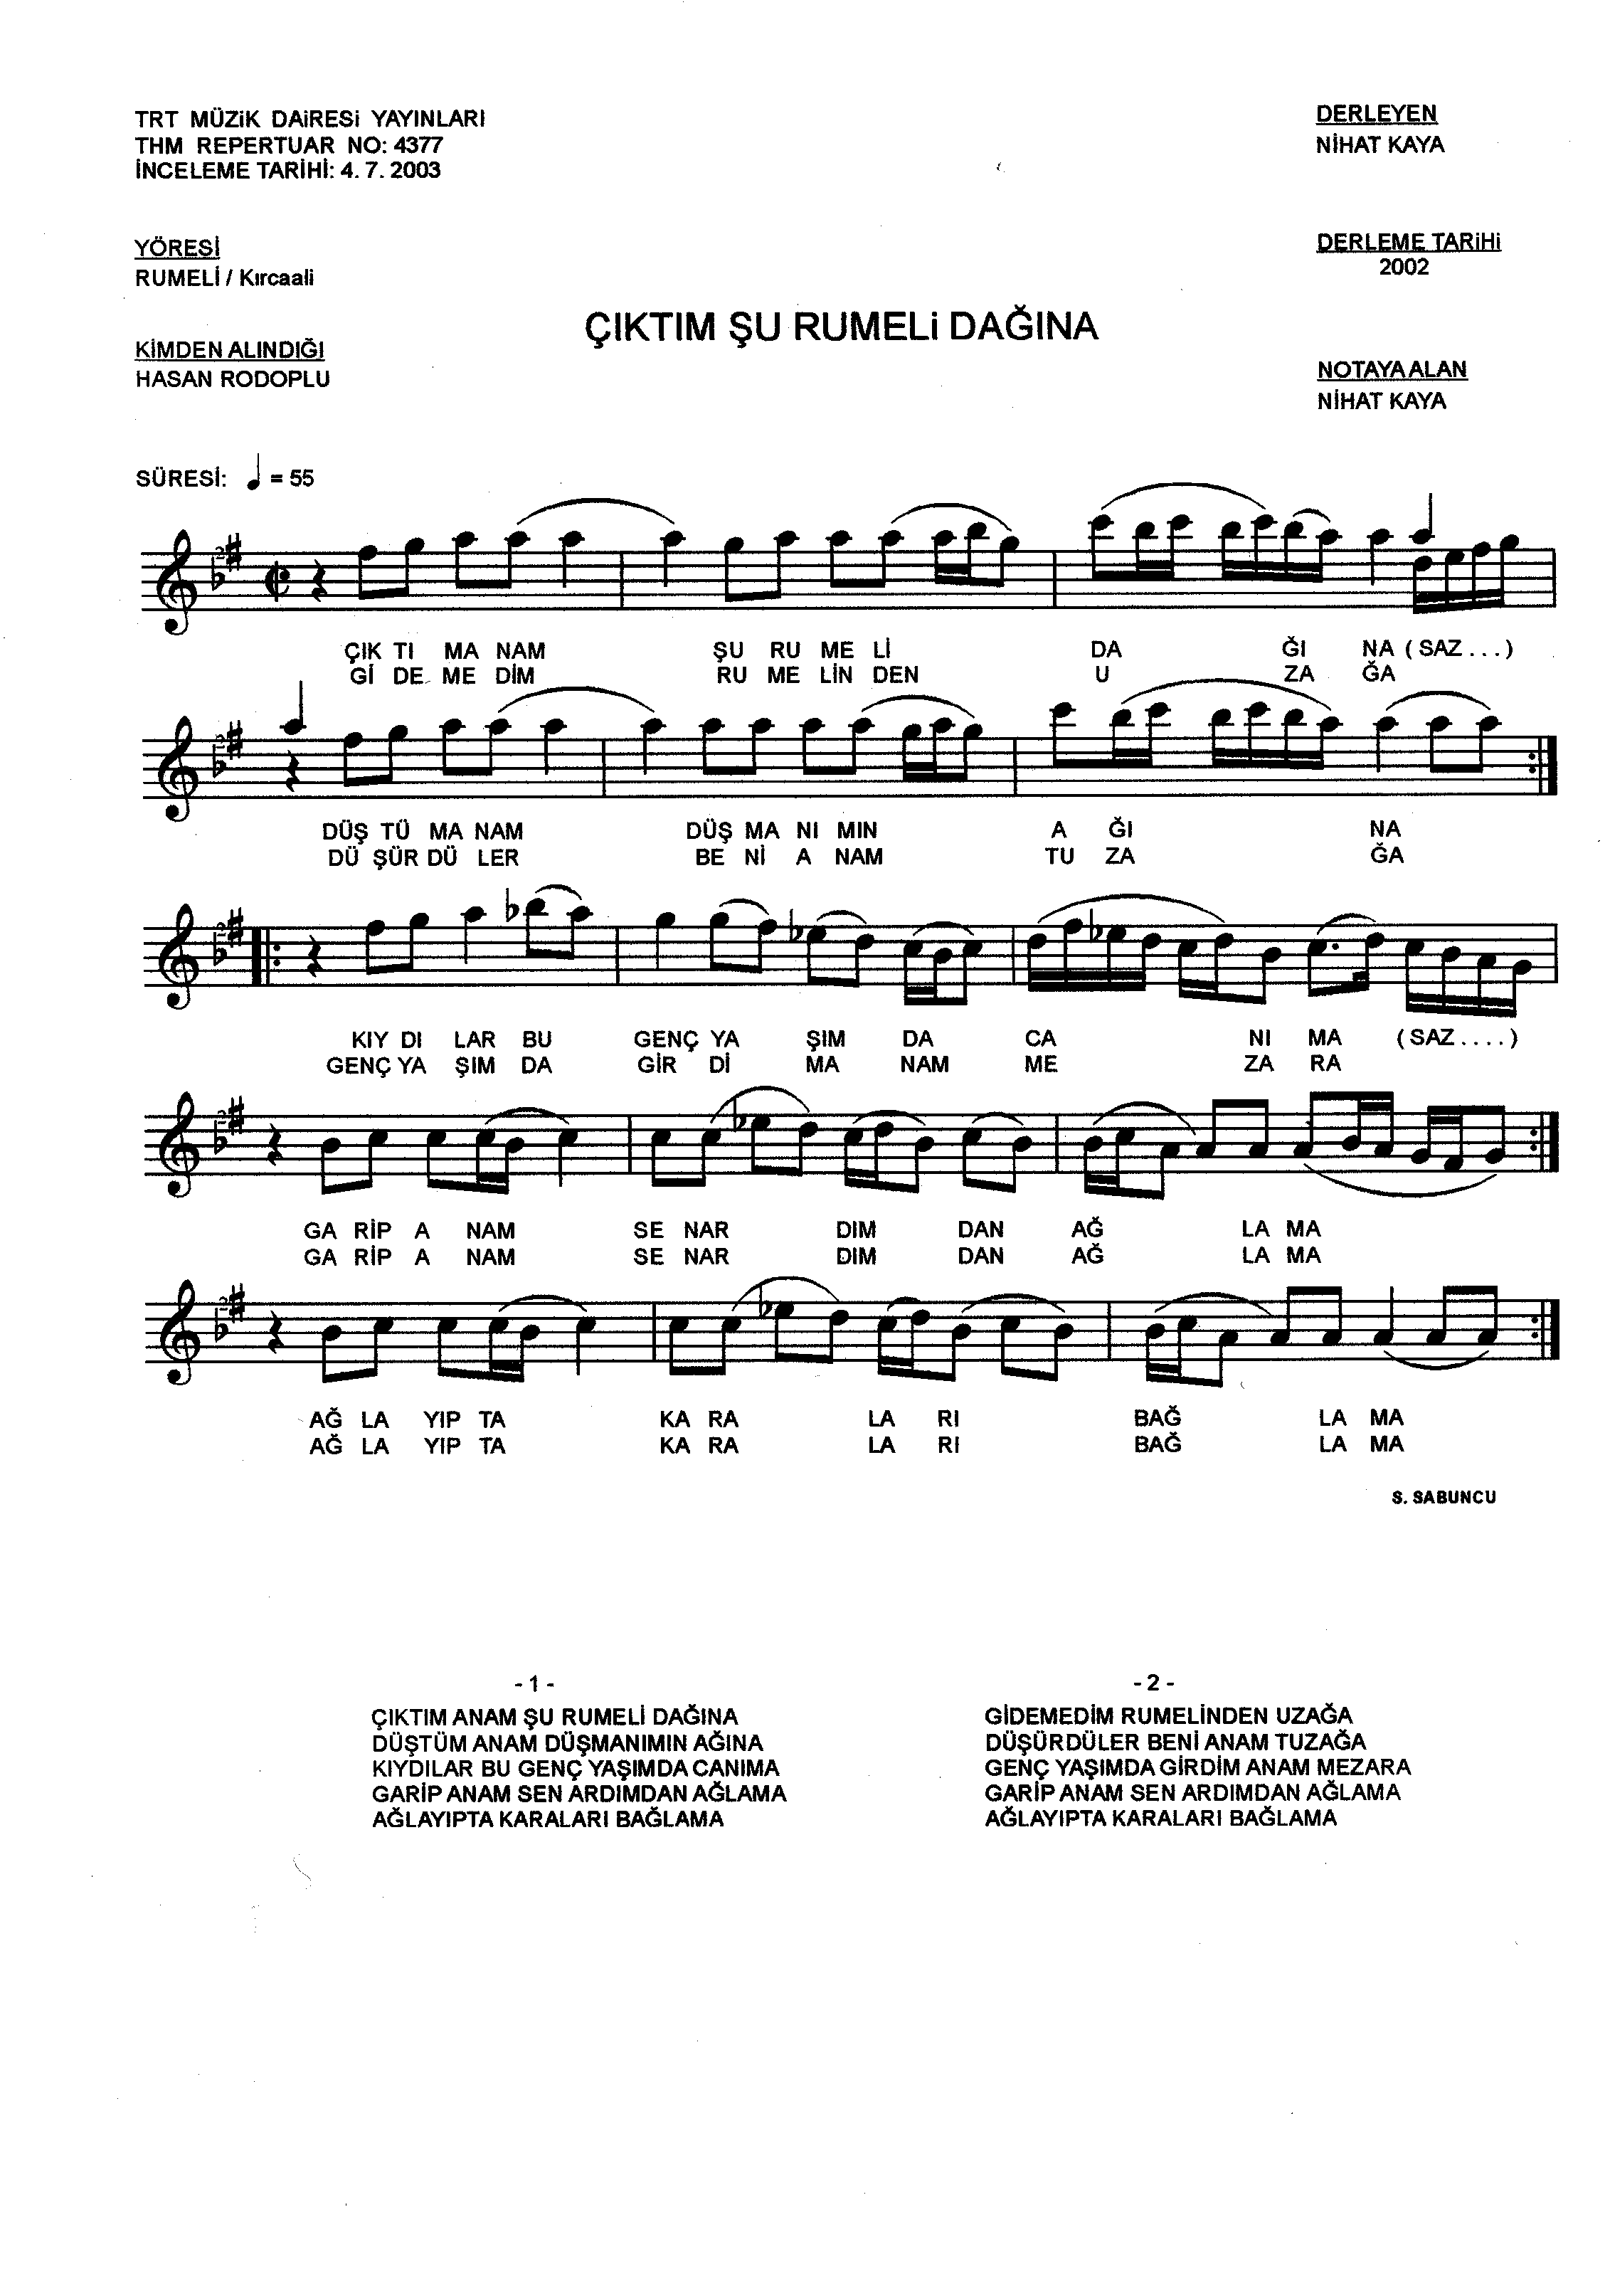 TRT MÜZiK DAiRESi YAYINLARI
THM REPERTUAR NO: 4377
İNCELEME TARİHİ: 4. 7. 2003
DERLEYEN
NİHAT KAYA
YÖRESİ
RUMELİ / Kırcaali
DERLEME TARiHi
2002
ÇIKTIM ŞU RUMELi DAĞINA
KİMDEN ALINDIĞI
HASAN RODOPLU
NOTAYA ALAN
NİHAT KAYA
SÜRESİ: ♩ = 55
ÇIK TI MA NAM ŞU RU ME Lİ DA ĞI NA ( SAZ . . . )
Gİ DE ME DİM RU ME LİN DEN U ZA ĞA
DÜŞ TÜ MA NAM DÜŞ MA NI MIN A ĞI NA
DÜ ŞÜR DÜ LER BE Nİ A NAM TU ZA ĞA
KIY DI LAR BU GENÇ YA ŞIM DA CA NI MA ( SAZ . . . . )
GENÇ YA ŞIM DA GİR Dİ MA NAM ME ZA RA
GA RİP A NAM SE NAR DIM DAN AĞ LA MA
GA RİP A NAM SE NAR DIM DAN AĞ LA MA
AĞ LA YIP TA KA RA LA RI BAĞ LA MA
AĞ LA YIP TA KA RA LA RI BAĞ LA MA
S. SABUNCU
- 1 -
ÇIKTIM ANAM ŞU RUMELİ DAĞINA
DÜŞTÜM ANAM DÜŞMANIMIN AĞINA
KIYDILAR BU GENÇ YAŞIMDA CANIMA
GARİP ANAM SEN ARDIMDAN AĞLAMA
AĞLAYIPTA KARALARI BAĞLAMA
- 2 -
GİDEMEDİM RUMELİNDEN UZAĞA
DÜŞÜRDÜLER BENİ ANAM TUZAĞA
GENÇ YAŞIMDA GİRDİM ANAM MEZARA
GARİP ANAM SEN ARDIMDAN AĞLAMA
AĞLAYIPTA KARALARI BAĞLAMA